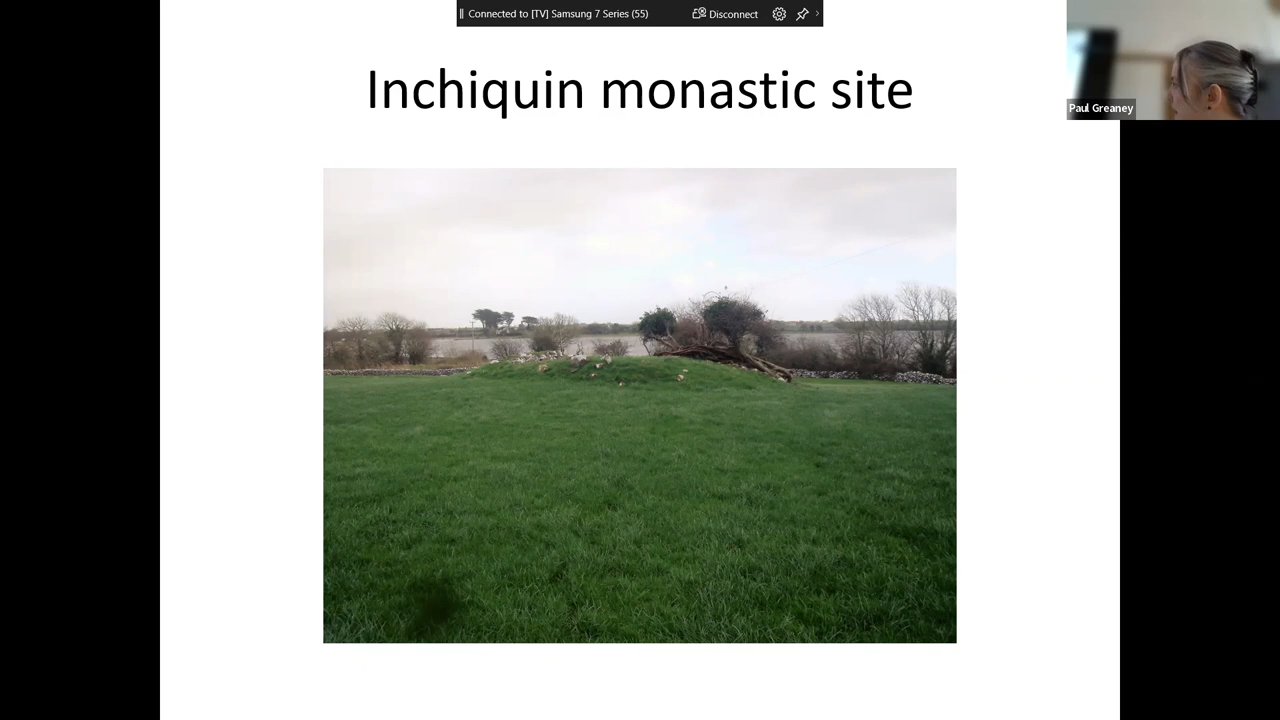 Connected to [TV] Samsung 7 Series (55) Disconnect
Inchiquin monastic site
Paul Greaney